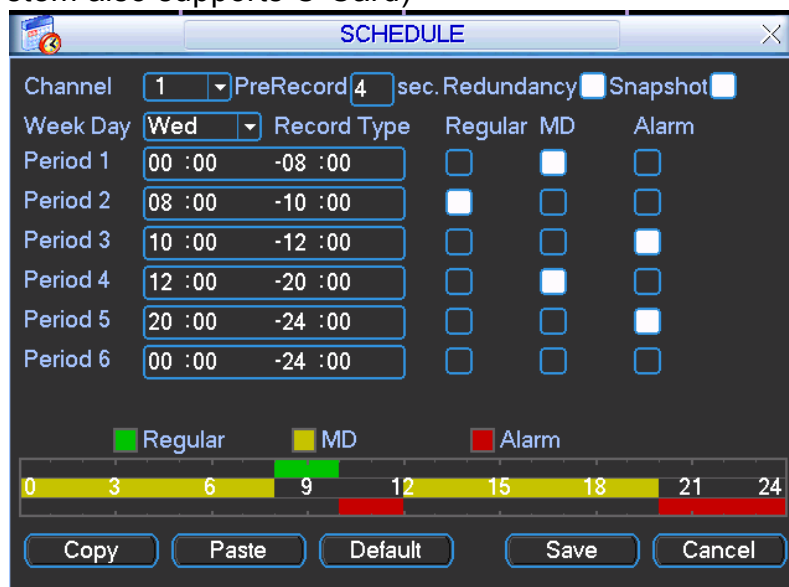 SCHEDULE
Channel 1 PreRecord 4 sec. Redundancy Snapshot
Week Day Wed Record Type Regular MD Alarm
Period 1 00 :00 -08 :00
Period 2 08 :00 -10 :00
Period 3 10 :00 -12 :00
Period 4 12 :00 -20 :00
Period 5 20 :00 -24 :00
Period 6 00 :00 -24 :00
Regular MD Alarm
0 3 6 9 12 15 18 21 24
Copy Paste Default Save Cancel